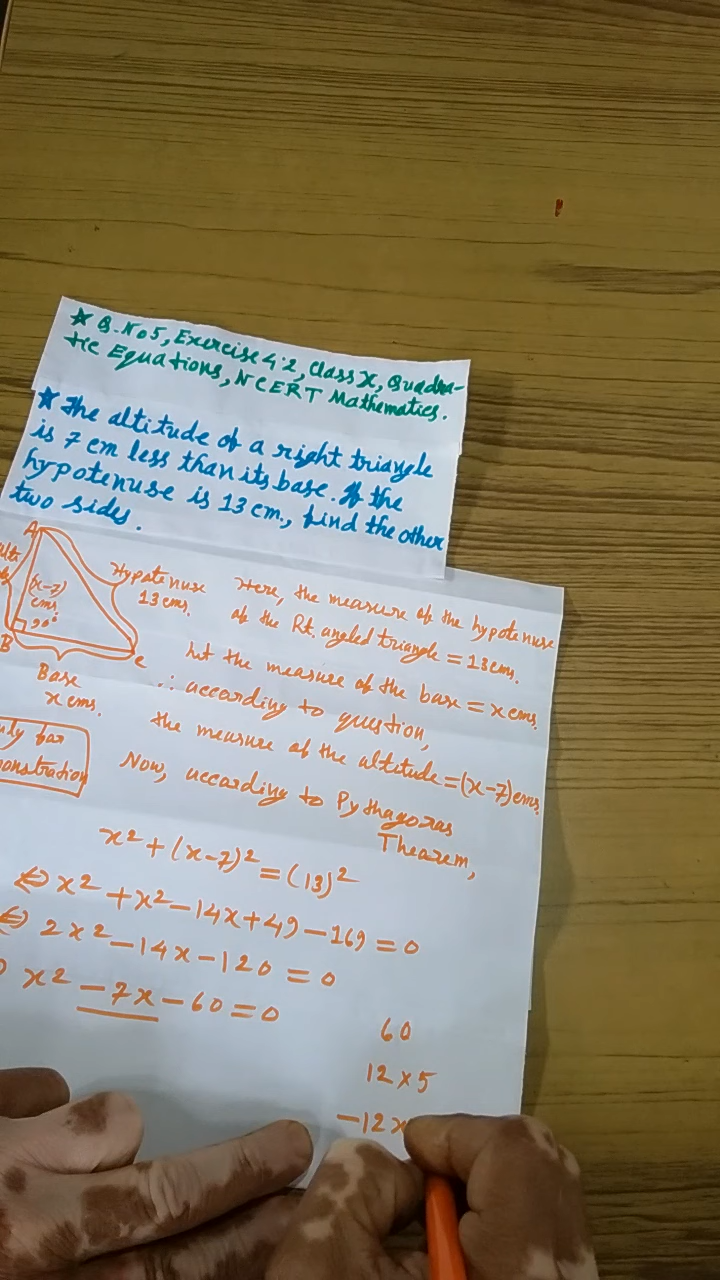 ★ Q.No5, Exercise 4.2, Class X, Quadra-
tic Equations, NCERT Mathematics.
★ The altitude of a right triangle
is 7 cm less than its base. If the
hypotenuse is 13 cm, find the other
two sides.
A
(x-7)
cms.
90°
B
C
Hypotenuse
13cms.
Base
x cms.
Here, the measure of the hypotenuse
of the Rt. angled triangle = 13cms.
Let the measure of the base = x cms.
∴ according to question,
the measure of the altitude = (x-7)cms.
Now, according to Pythagoras
Theorem,
x² + (x-7)² = (13)²
⇔ x² + x² - 14x + 49 - 169 = 0
⇔ 2x² - 14x - 120 = 0
x² - 7x - 60 = 0
60
12 x 5
-12 x